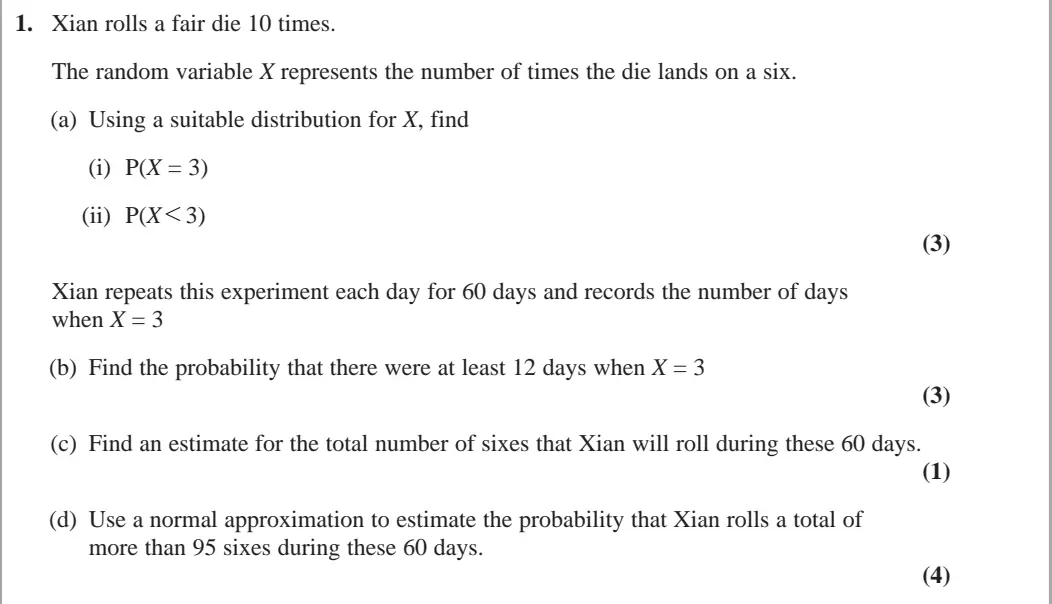 1. Xian rolls a fair die 10 times.
The random variable X represents the number of times the die lands on a six.
(a) Using a suitable distribution for X, find
(i) P(X = 3)
(ii) P(X < 3)
(3)
Xian repeats this experiment each day for 60 days and records the number of days
when X = 3
(b) Find the probability that there were at least 12 days when X = 3
(3)
(c) Find an estimate for the total number of sixes that Xian will roll during these 60 days.
(1)
(d) Use a normal approximation to estimate the probability that Xian rolls a total of
more than 95 sixes during these 60 days.
(4)